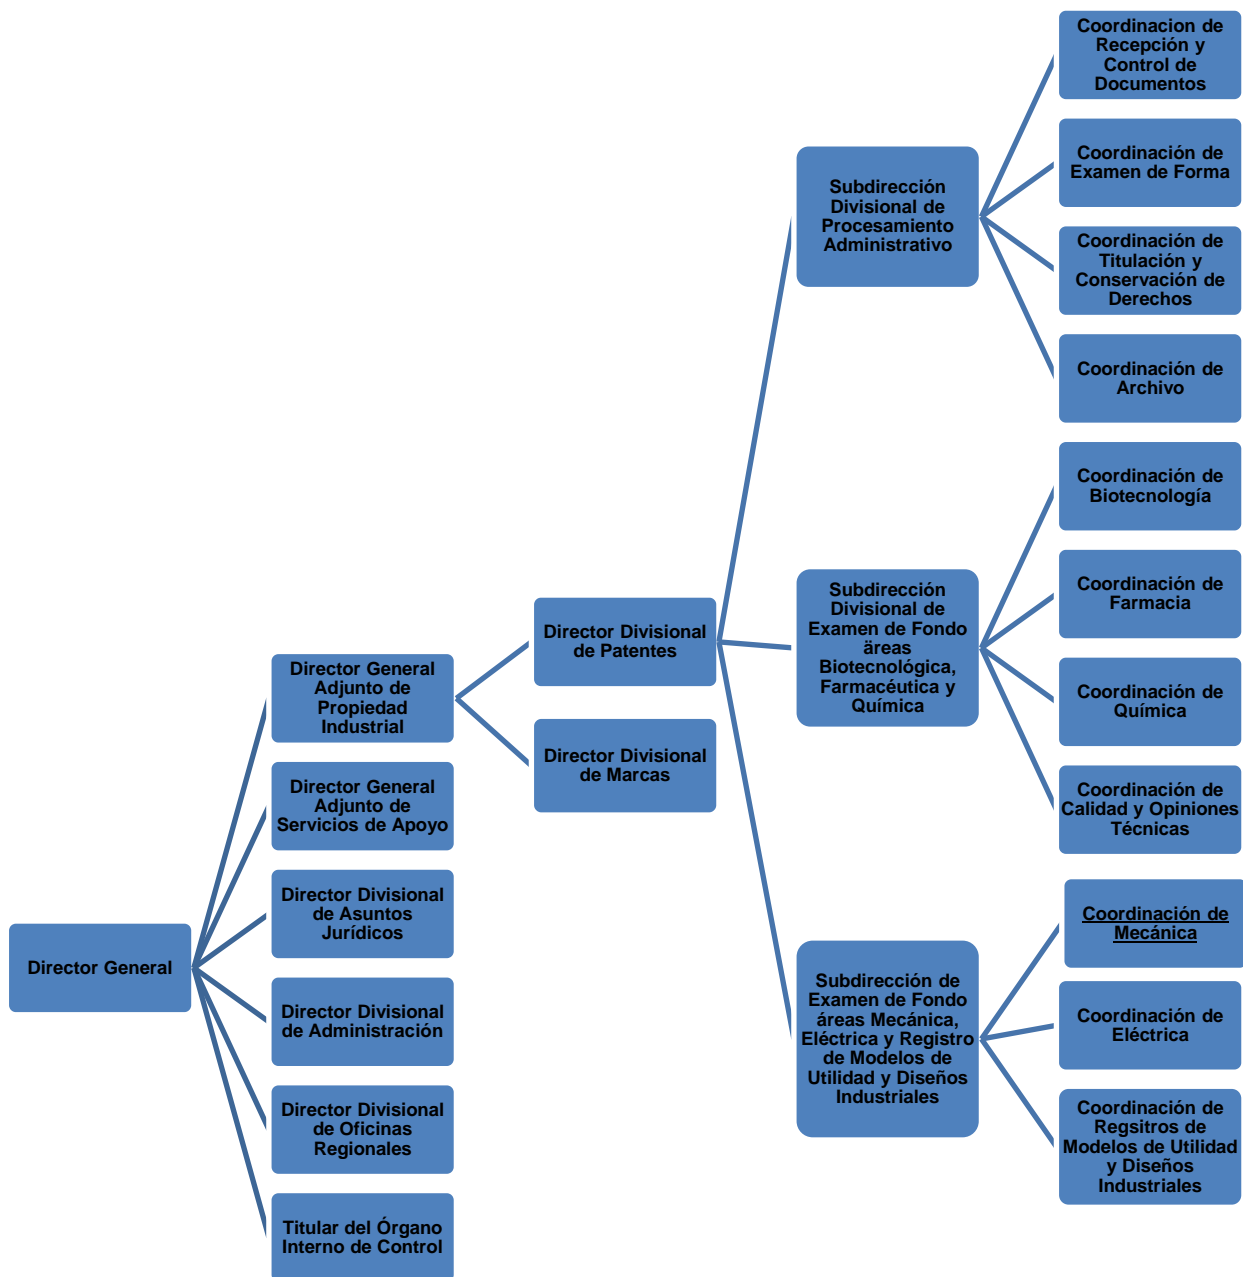 Director General
Director General
Adjunto de
Propiedad
Industrial
Director General
Adjunto de
Servicios de Apoyo
Director Divisional
de Asuntos
Jurídicos
Director Divisional
de Administración
Director Divisional
de Oficinas
Regionales
Titular del Órgano
Interno de Control
Director Divisional
de Patentes
Director Divisional
de Marcas
Subdirección
Divisional de
Procesamiento
Administrativo
Subdirección
Divisional de
Examen de Fondo
äreas
Biotecnológica,
Farmacéutica y
Química
Subdirección de
Examen de Fondo
áreas Mecánica,
Eléctrica y Registro
de Modelos de
Utilidad y Diseños
Industriales
Coordinacion de
Recepción y
Control de
Documentos
Coordinación de
Examen de Forma
Coordinación de
Titulación y
Conservación de
Derechos
Coordinación de
Archivo
Coordinación de
Biotecnología
Coordinación de
Farmacia
Coordinación de
Química
Coordinación de
Calidad y Opiniones
Técnicas
Coordinación de
Mecánica
Coordinación de
Eléctrica
Coordinación de
Regsitros de
Modelos de Utilidad
y Diseños
Industriales